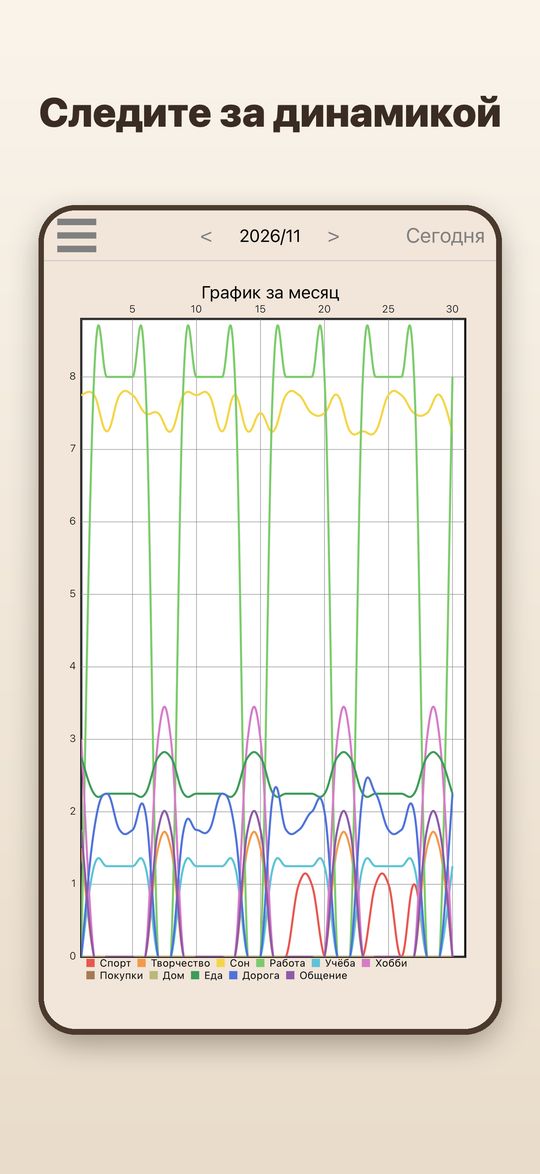 Следите за динамикой
< 2026/11 > Сегодня
График за месяц
5 10 15 20 25 30
8
7
6
5
4
3
2
1
0
Спорт Творчество Сон Работа Учёба Хобби
Покупки Дом Еда Дорога Общение